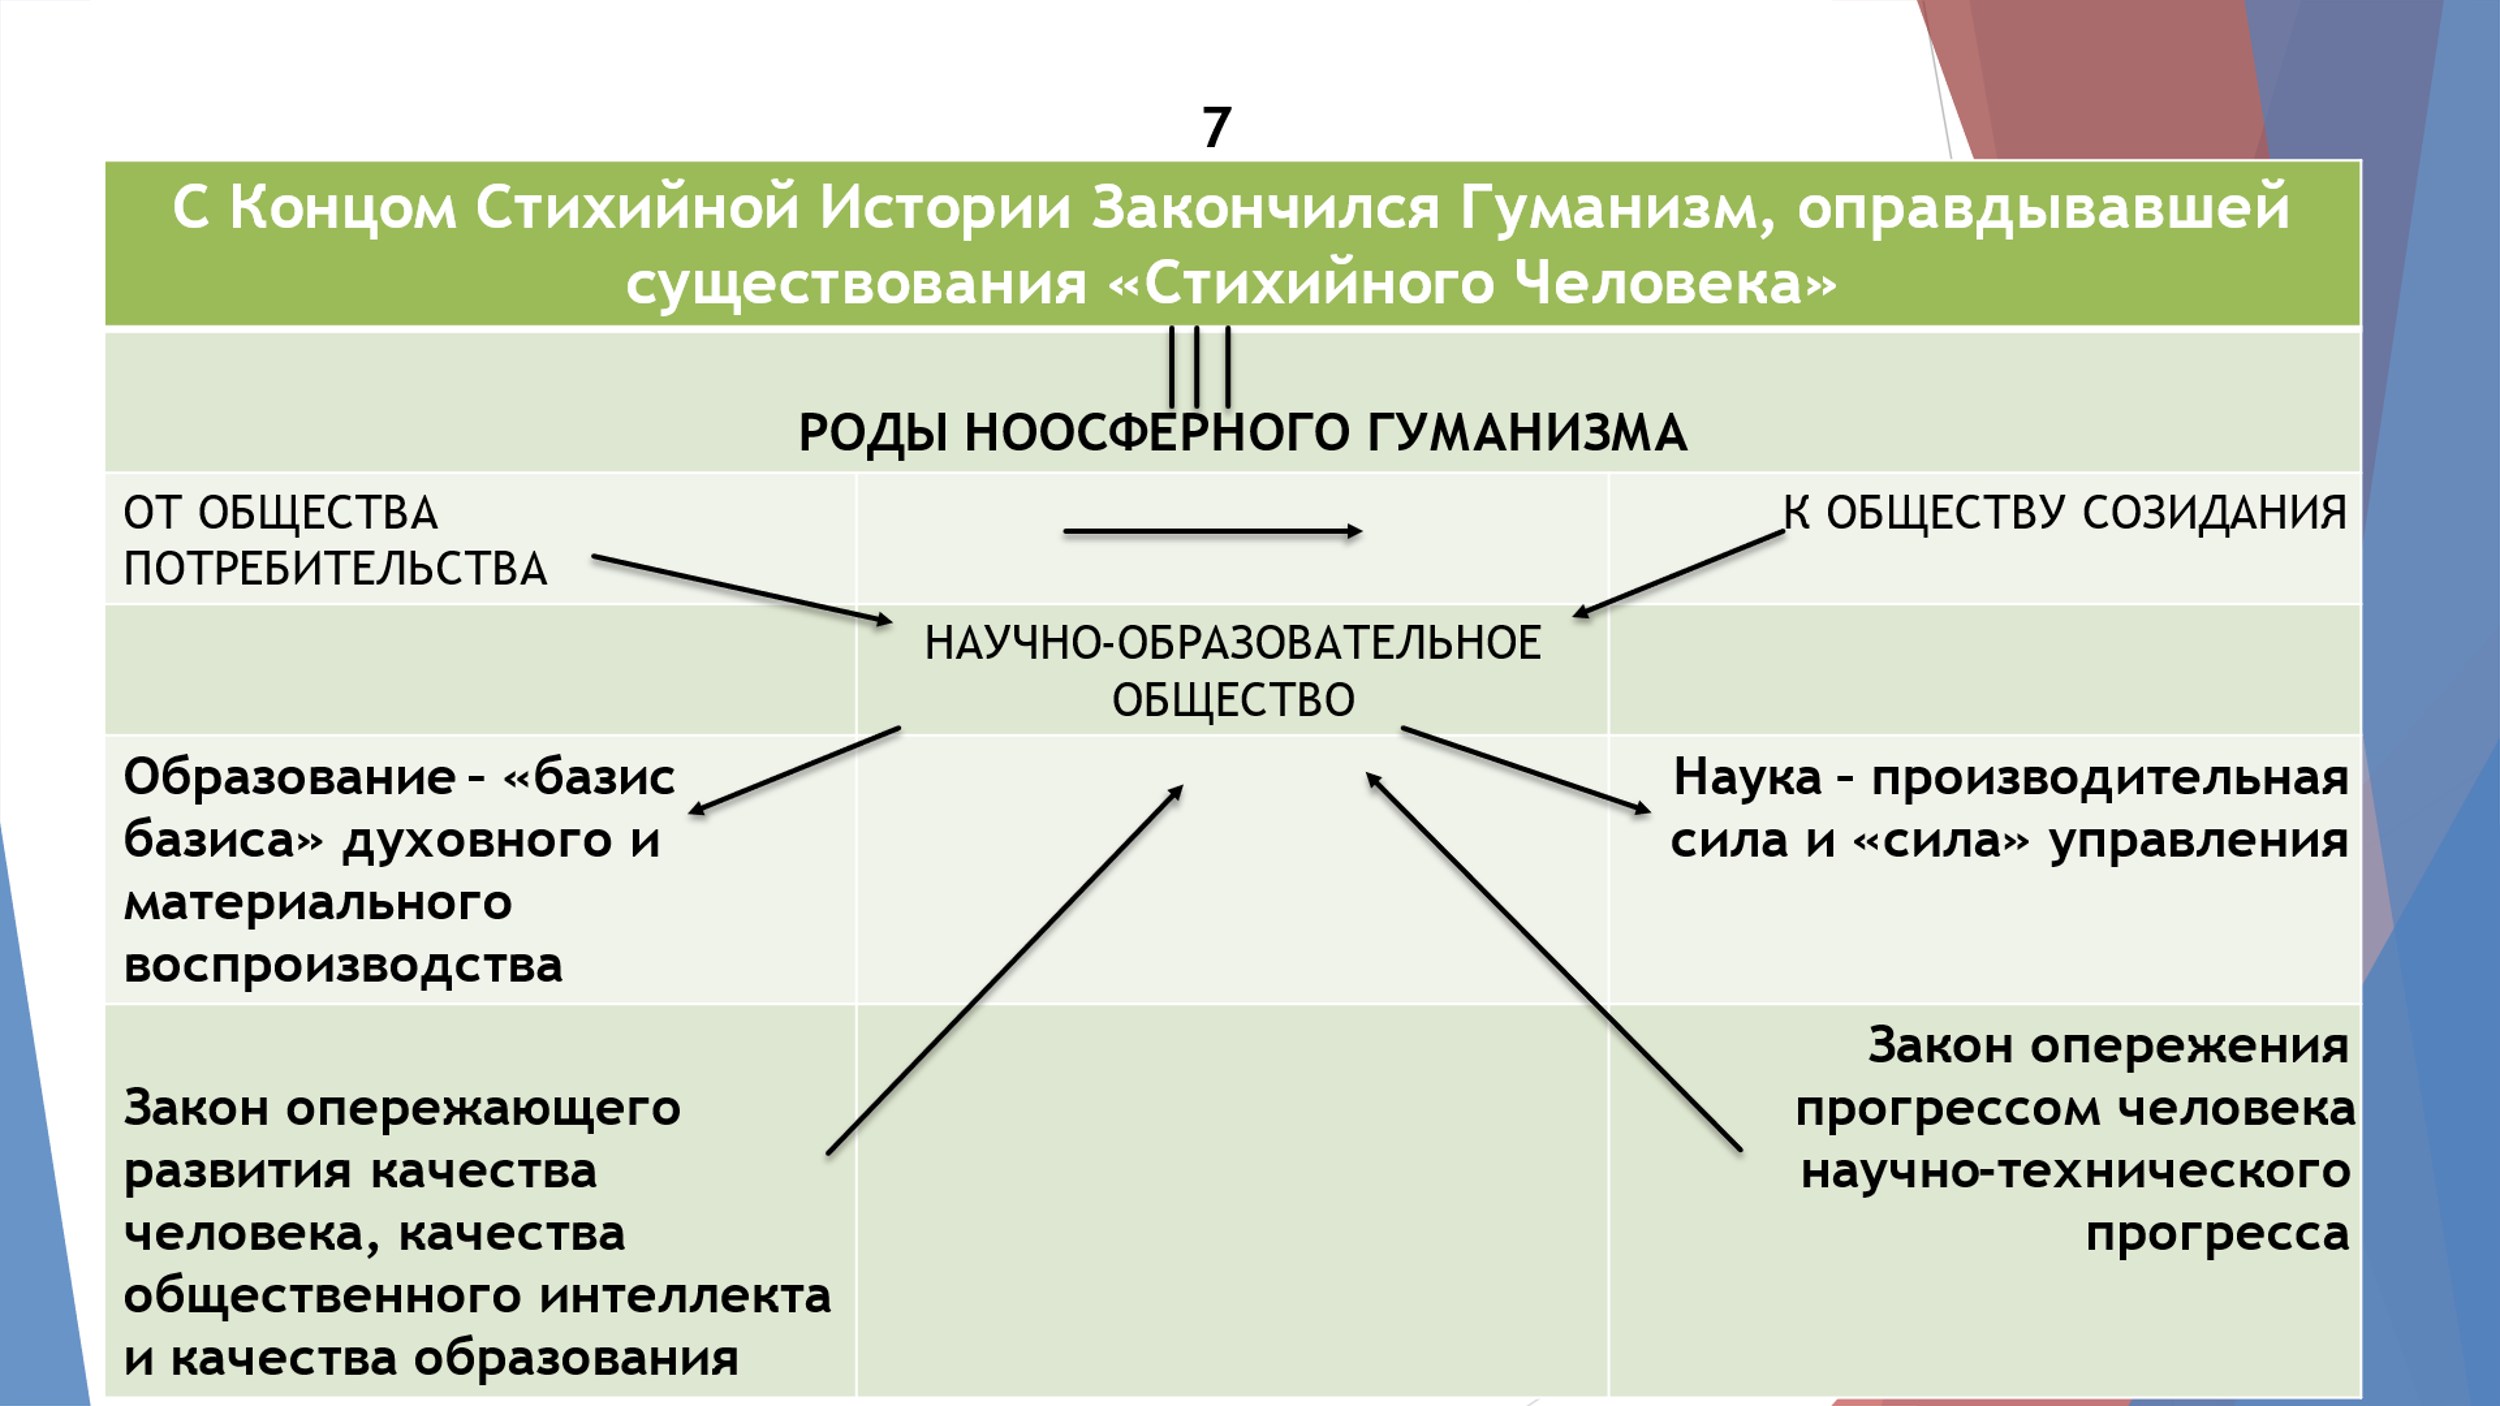 7
С Концом Стихийной Истории Закончился Гуманизм, оправдывавшей
существования «Стихийного Человека»
РОДЫ НООСФЕРНОГО ГУМАНИЗМА
ОТ ОБЩЕСТВА
ПОТРЕБИТЕЛЬСТВА
К ОБЩЕСТВУ СОЗИДАНИЯ
НАУЧНО-ОБРАЗОВАТЕЛЬНОЕ
ОБЩЕСТВО
Образование - «базис
базиса» духовного и
материального
воспроизводства
Наука - производительная
сила и «сила» управления
Закон опережающего
развития качества
человека, качества
общественного интеллекта
и качества образования
Закон опережения
прогрессом человека
научно-технического
прогресса